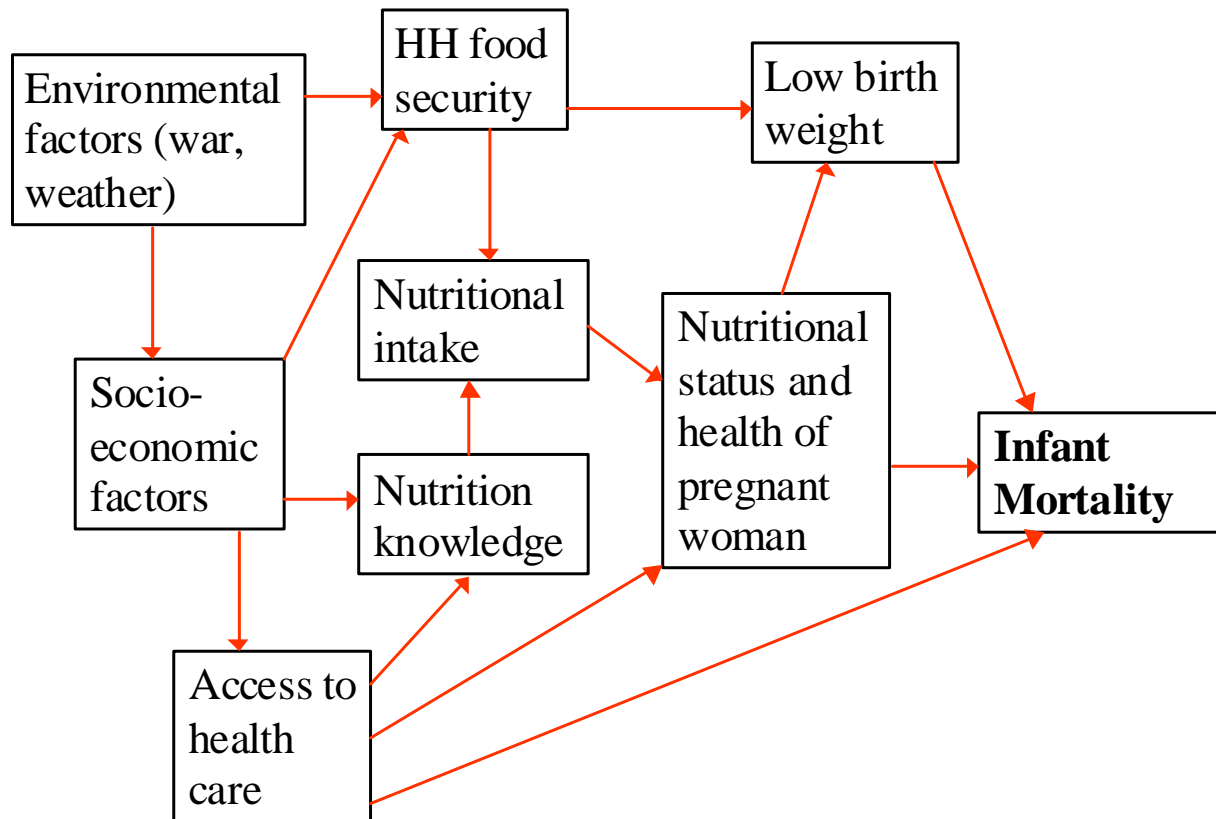 Environmental
factors (war,
weather)
HH food
security
Low birth
weight
Nutritional
intake
Nutritional
status and
health of
pregnant
woman
Socio-
economic
factors
Nutrition
knowledge
Infant
Mortality
Access to
health
care